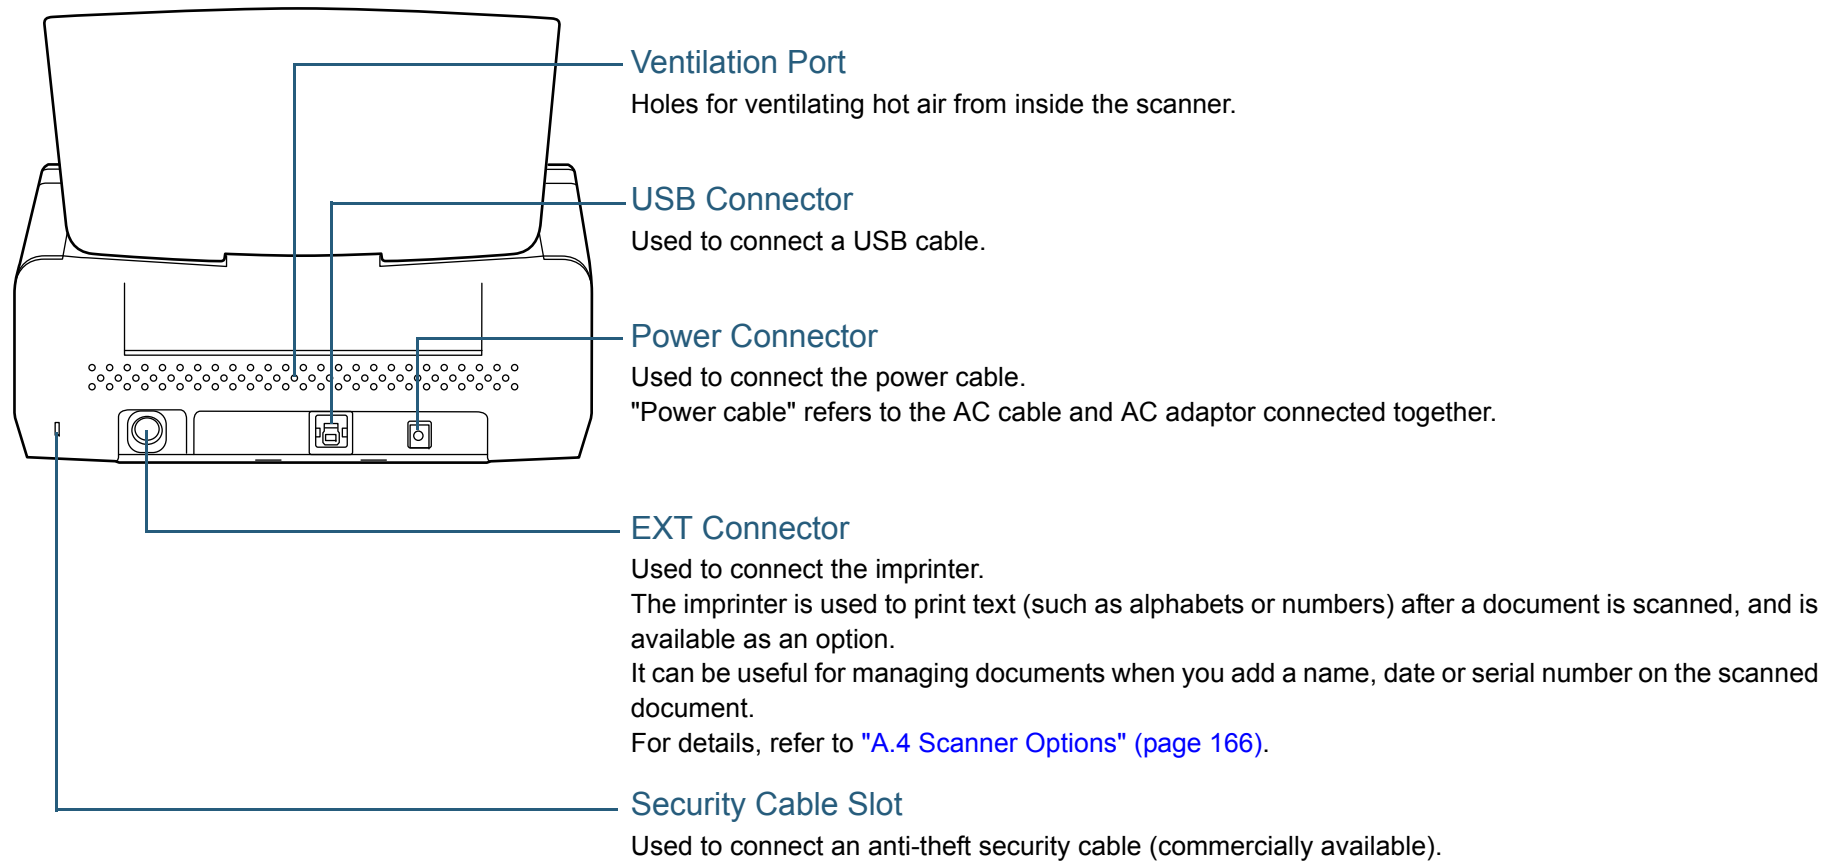 Ventilation Port
Holes for ventilating hot air from inside the scanner.
USB Connector
Used to connect a USB cable.
Power Connector
Used to connect the power cable.
"Power cable" refers to the AC cable and AC adaptor connected together.
EXT Connector
Used to connect the imprinter.
The imprinter is used to print text (such as alphabets or numbers) after a document is scanned, and is
available as an option.
It can be useful for managing documents when you add a name, date or serial number on the scanned
document.
For details, refer to "A.4 Scanner Options" (page 166).
Security Cable Slot
Used to connect an anti-theft security cable (commercially available).